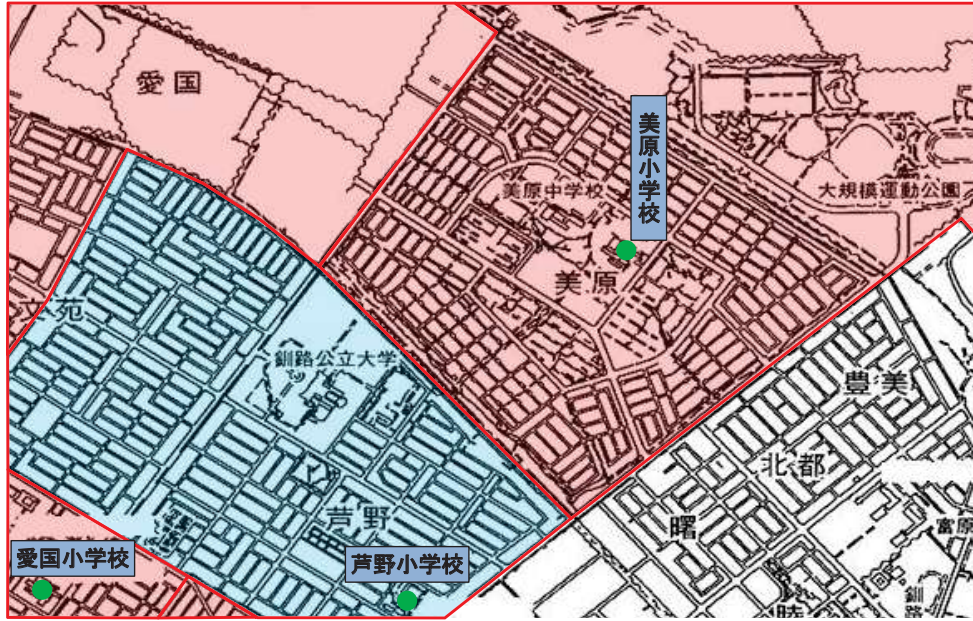 愛国
美原小学校
美原中学校
大規模運動公園
美原
文苑
釧路公立大学
豊美
北都
芦野
曙
富原
愛国小学校
芦野小学校
釧路